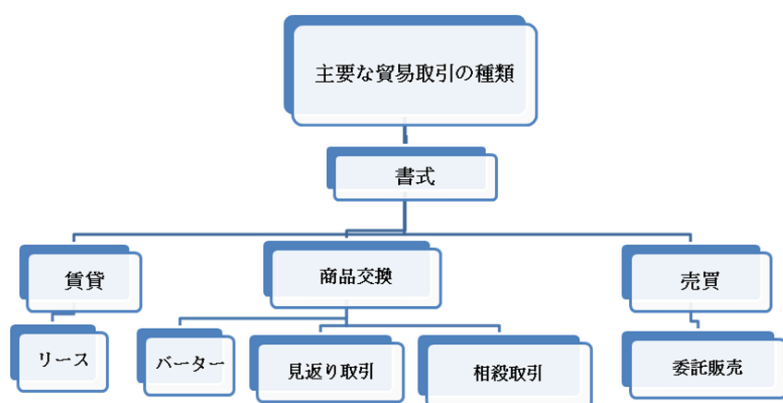 主要な貿易取引の種類
書式
賃貸
商品交換
売買
リース
バーター
見返り取引
相殺取引
委託販売